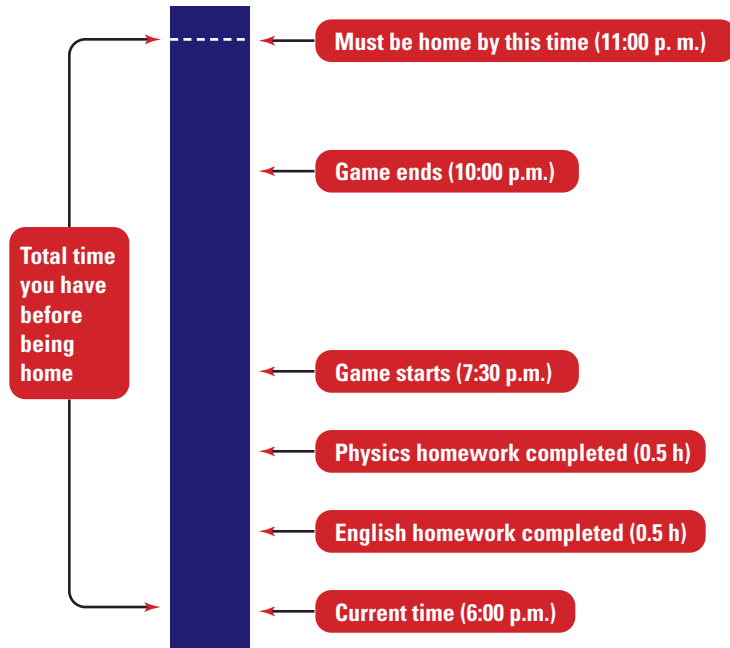 Must be home by this time (11:00 p. m.)
Game ends (10:00 p.m.)
Total time
you have
before
being
home
Game starts (7:30 p.m.)
Physics homework completed (0.5 h)
English homework completed (0.5 h)
Current time (6:00 p.m.)